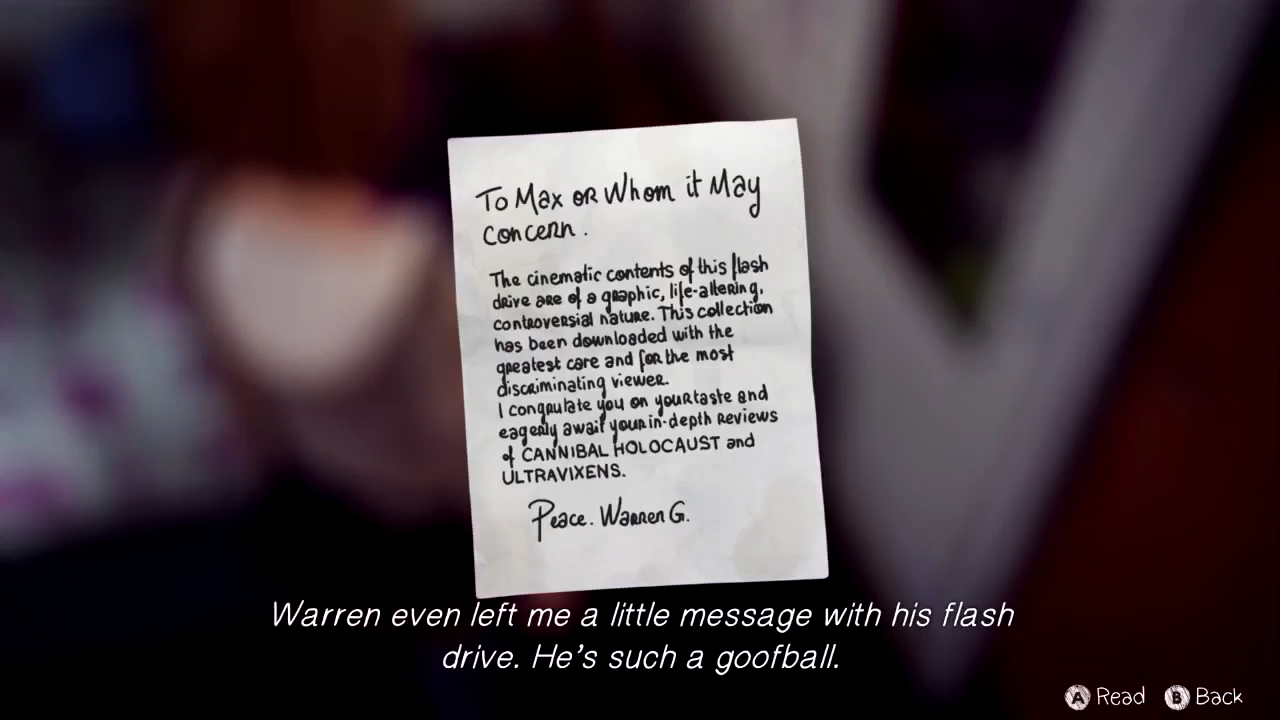 To Max or Whom it May
Concern.
The cinematic contents of this flash
drive are of a graphic, life-altering,
controversial nature. This collection
has been downloaded with the
greatest care and for the most
discriminating viewer.
I congrulate you on your taste and
eagerly await your in-depth reviews
of CANNIBAL HOLOCAUST and
ULTRAVIXENS.
Peace. Warren G.
Warren even left me a little message with his flash
drive. He's such a goofball.
A Read B Back